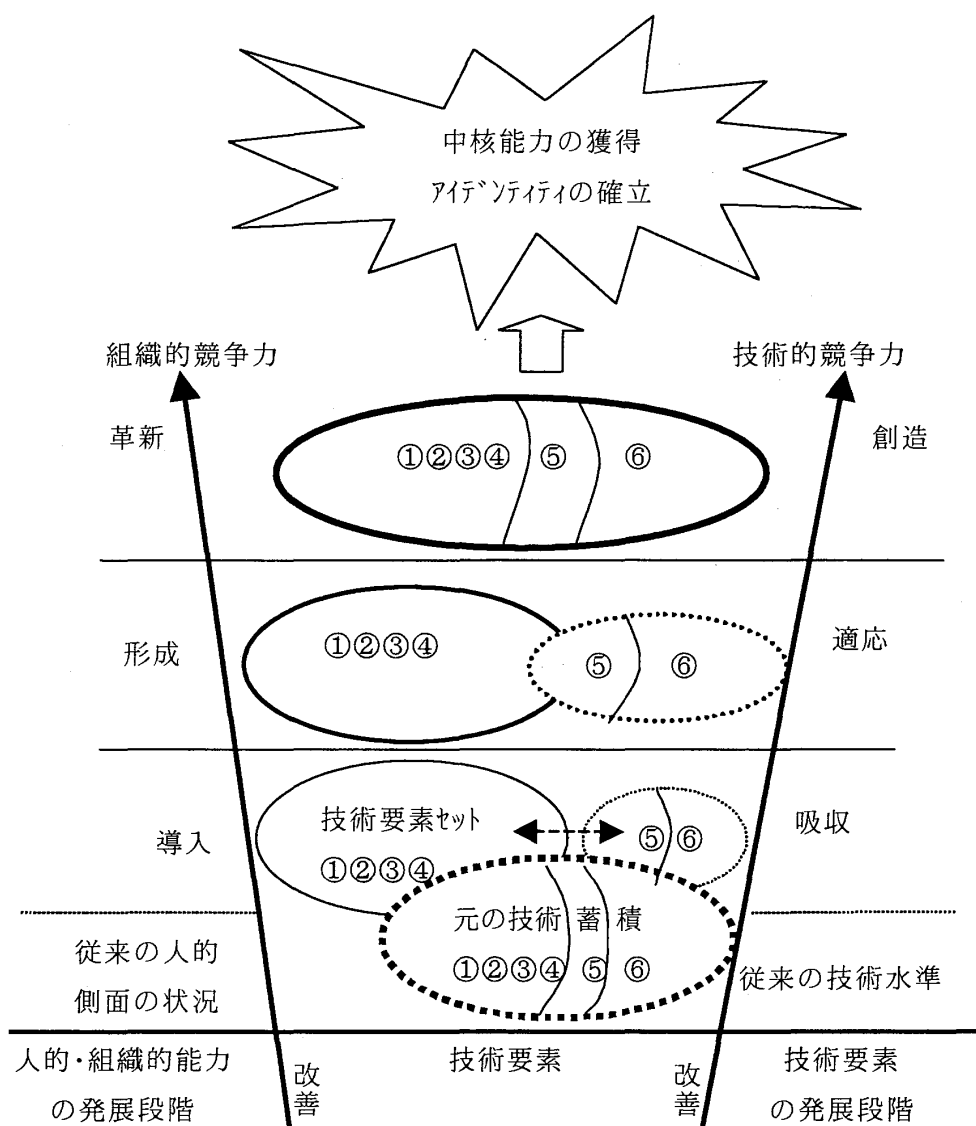 中核能力の獲得
ｱｲﾃﾞﾝﾃｨﾃｨの確立
組織的競争力
技術的競争力
革新
①②③④ ⑤ ⑥
創造
形成
①②③④
⑤ ⑥
適応
導入
技術要素ｾｯﾄ
①②③④
⑤ ⑥
吸収
元の技術 蓄積
①②③④ ⑤ ⑥
従来の人的
側面の状況
従来の技術水準
人的･組織的能力
の発展段階
改善
技術要素
改善
技術要素
の発展段階